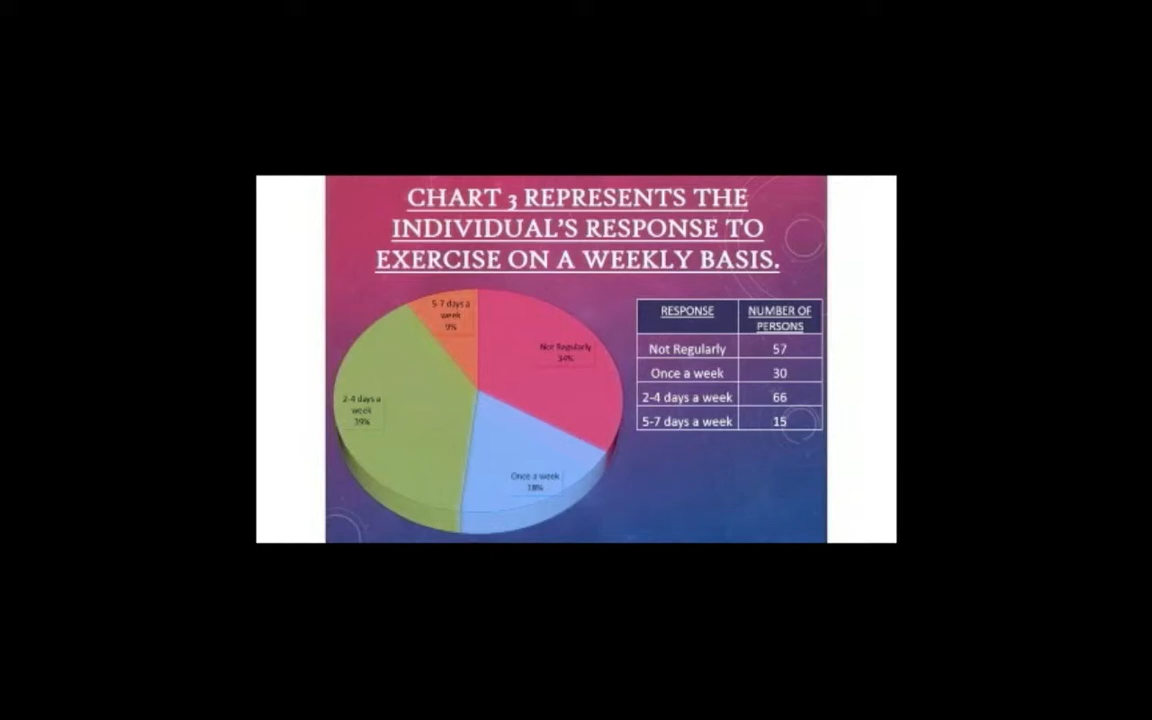 CHART 3 REPRESENTS THE
INDIVIDUAL'S RESPONSE TO
EXERCISE ON A WEEKLY BASIS.
5-7 days a
week
9%
Not Regularly
34%
2-4 days a
week
39%
Once a week
18%
RESPONSE NUMBER OF
PERSONS
Not Regularly 57
Once a week 30
2-4 days a week 66
5-7 days a week 15